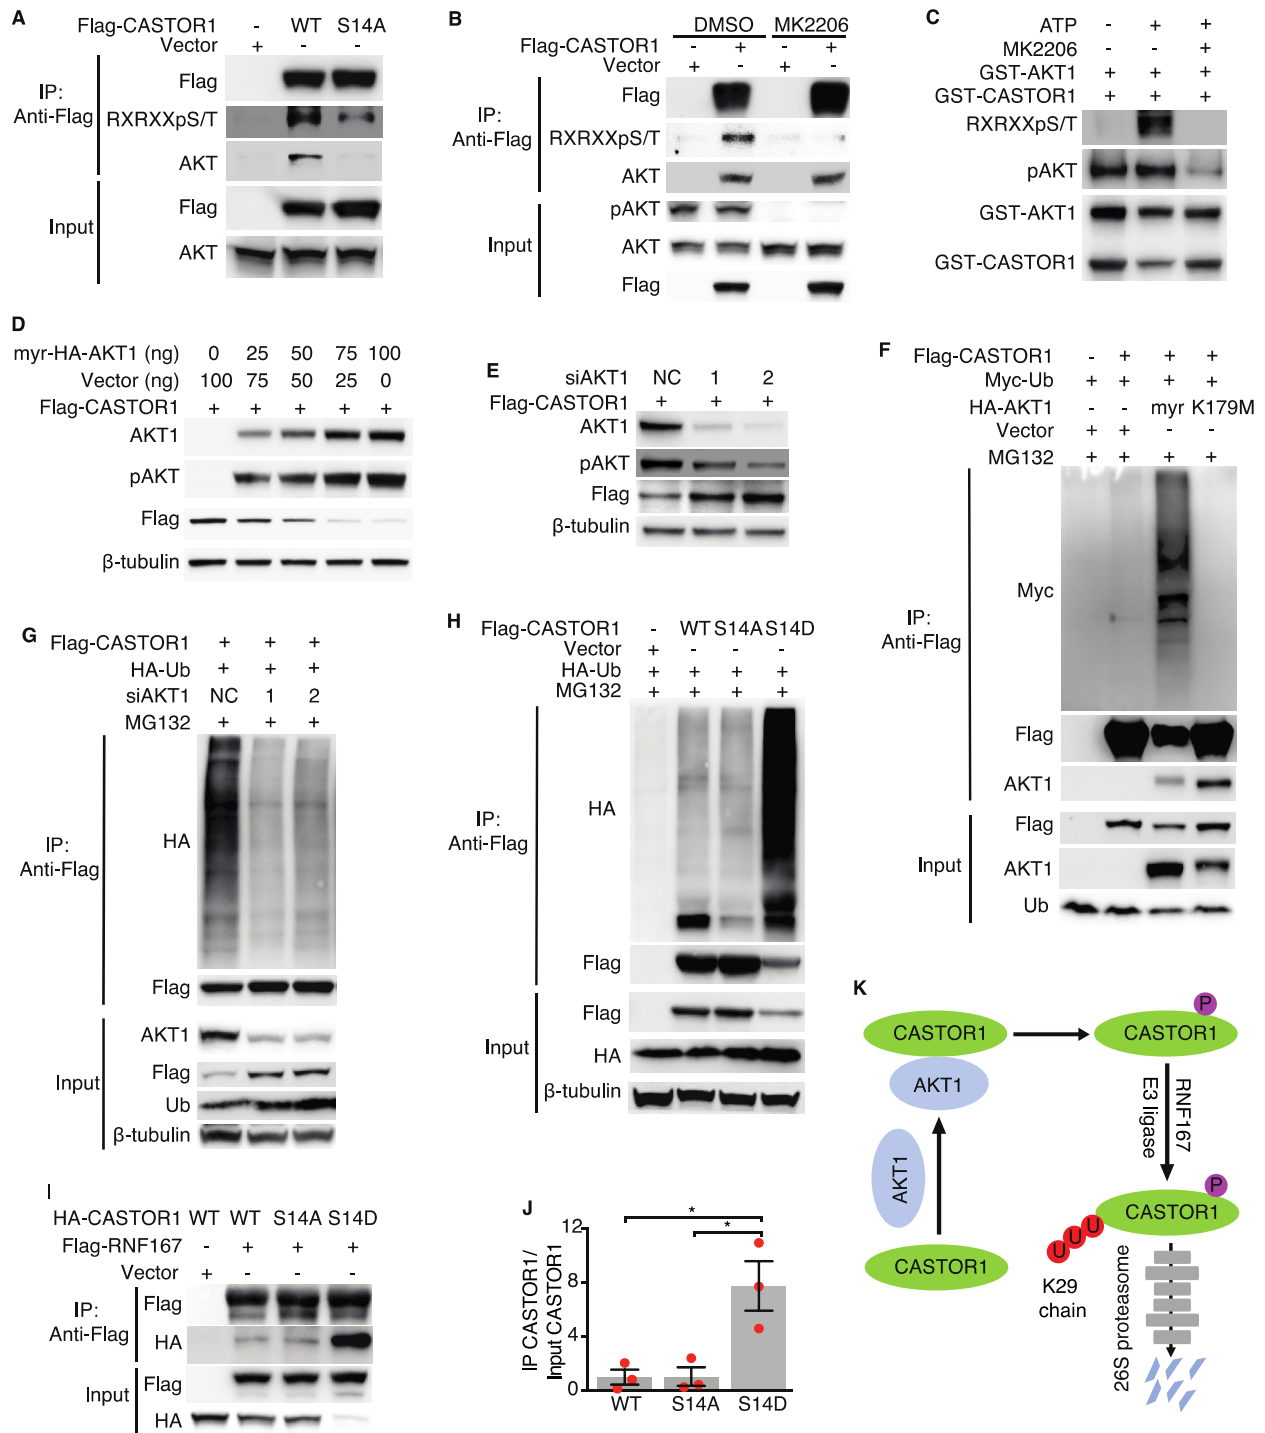 A
Flag-CASTOR1 - WT S14A
Vector + - -
IP: Anti-Flag
Flag
RXRXXpS/T
AKT
Input
Flag
AKT
B
DMSO MK2206
Flag-CASTOR1 - + - +
Vector + - + -
IP: Anti-Flag
Flag
RXRXXpS/T
AKT
Input
pAKT
AKT
Flag
C
ATP - + +
MK2206 - - +
GST-AKT1 + + +
GST-CASTOR1 + + +
RXRXXpS/T
pAKT
GST-AKT1
GST-CASTOR1
D
myr-HA-AKT1 (ng) 0 25 50 75 100
Vector (ng) 100 75 50 25 0
Flag-CASTOR1 + + + + +
AKT1
pAKT
Flag
β-tubulin
E
siAKT1 NC 1 2
Flag-CASTOR1 + + +
AKT1
pAKT
Flag
β-tubulin
F
Flag-CASTOR1 - + + +
Myc-Ub + + + +
HA-AKT1 - - myr K179M
Vector + + - -
MG132 + + + +
IP: Anti-Flag
Myc
Flag
AKT1
Input
Flag
AKT1
Ub
G
Flag-CASTOR1 + + +
HA-Ub + + +
siAKT1 NC 1 2
MG132 + + +
IP: Anti-Flag
HA
Flag
Input
AKT1
Flag
Ub
β-tubulin
H
Flag-CASTOR1 - WT S14A S14D
Vector + - - -
HA-Ub + + + +
MG132 + + + +
IP: Anti-Flag
HA
Flag
Input
Flag
HA
β-tubulin
I
HA-CASTOR1 WT WT S14A S14D
Flag-RNF167 - + + +
Vector + - - -
IP: Anti-Flag
Flag
HA
Input
Flag
HA
J
IP CASTOR1/
Input CASTOR1
12
8
4
0
* *
WT S14A S14D
K
CASTOR1
AKT1
AKT1
CASTOR1
P
CASTOR1
RNF167
E3 ligase
P
CASTOR1
U U U
K29
chain
26S proteasome